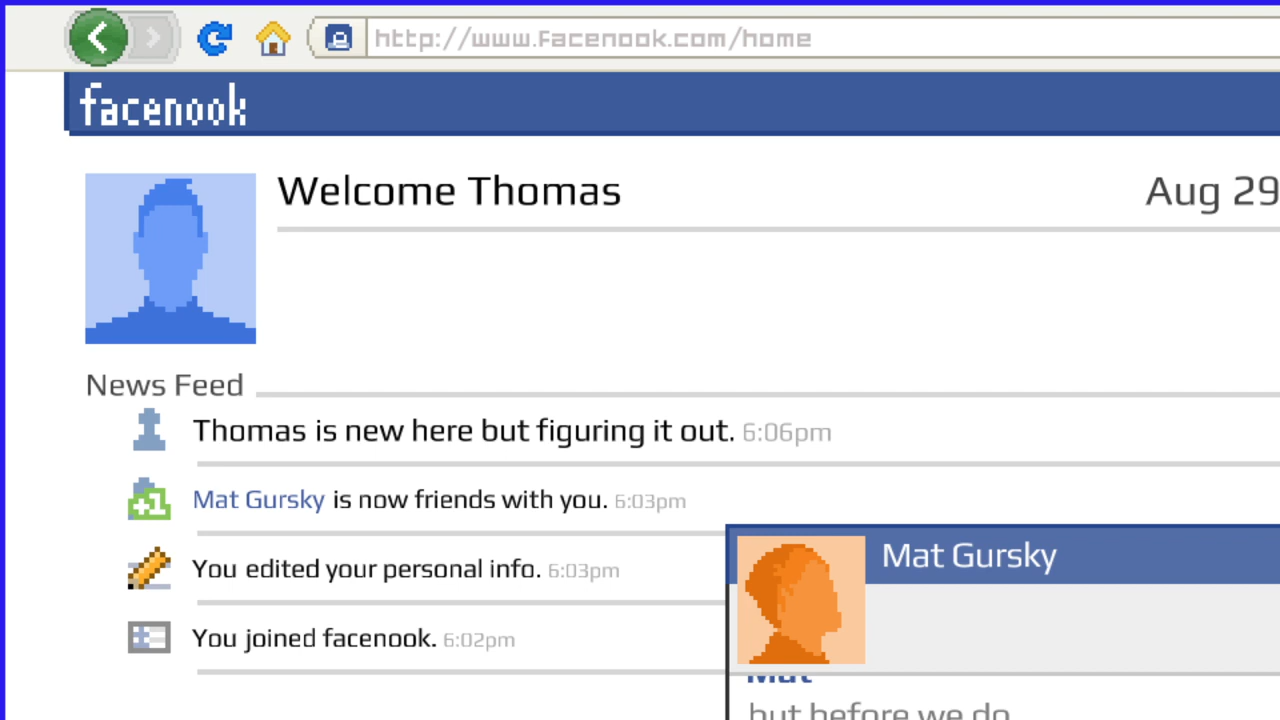 http://www.facenook.com/home
facenook
Welcome Thomas
Aug 29
News Feed
Thomas is new here but figuring it out. 6:06pm
Mat Gursky is now friends with you. 6:03pm
You edited your personal info. 6:03pm
You joined facenook. 6:02pm
+1
Mat Gursky
Mat
but before we do